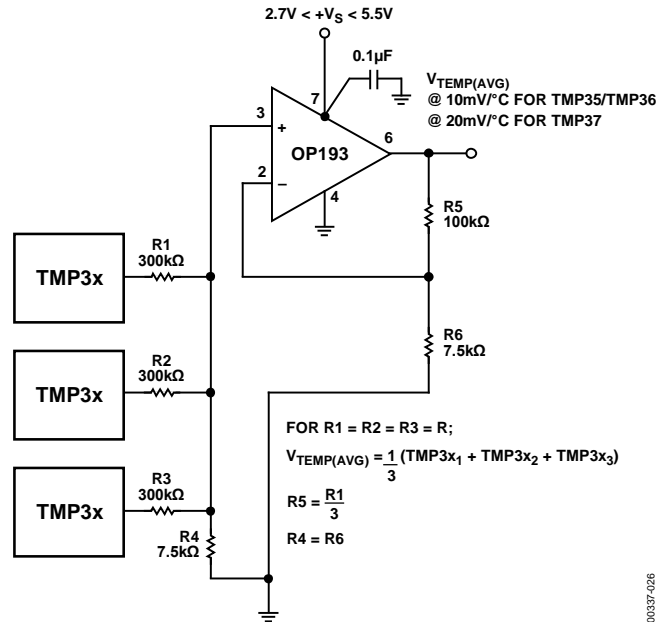 2.7V < +VS < 5.5V
0.1µF
VTEMP(AVG)
@ 10mV/°C FOR TMP35/TMP36
@ 20mV/°C FOR TMP37
7
3
+
OP193
6
2
–
4
R5
100kΩ
TMP3x
R1
300kΩ
R6
7.5kΩ
TMP3x
R2
300kΩ
FOR R1 = R2 = R3 = R;
VTEMP(AVG) = 1/3 (TMP3x1 + TMP3x2 + TMP3x3)
TMP3x
R3
300kΩ
R5 = R1/3
R4
7.5kΩ
R4 = R6
00337-026